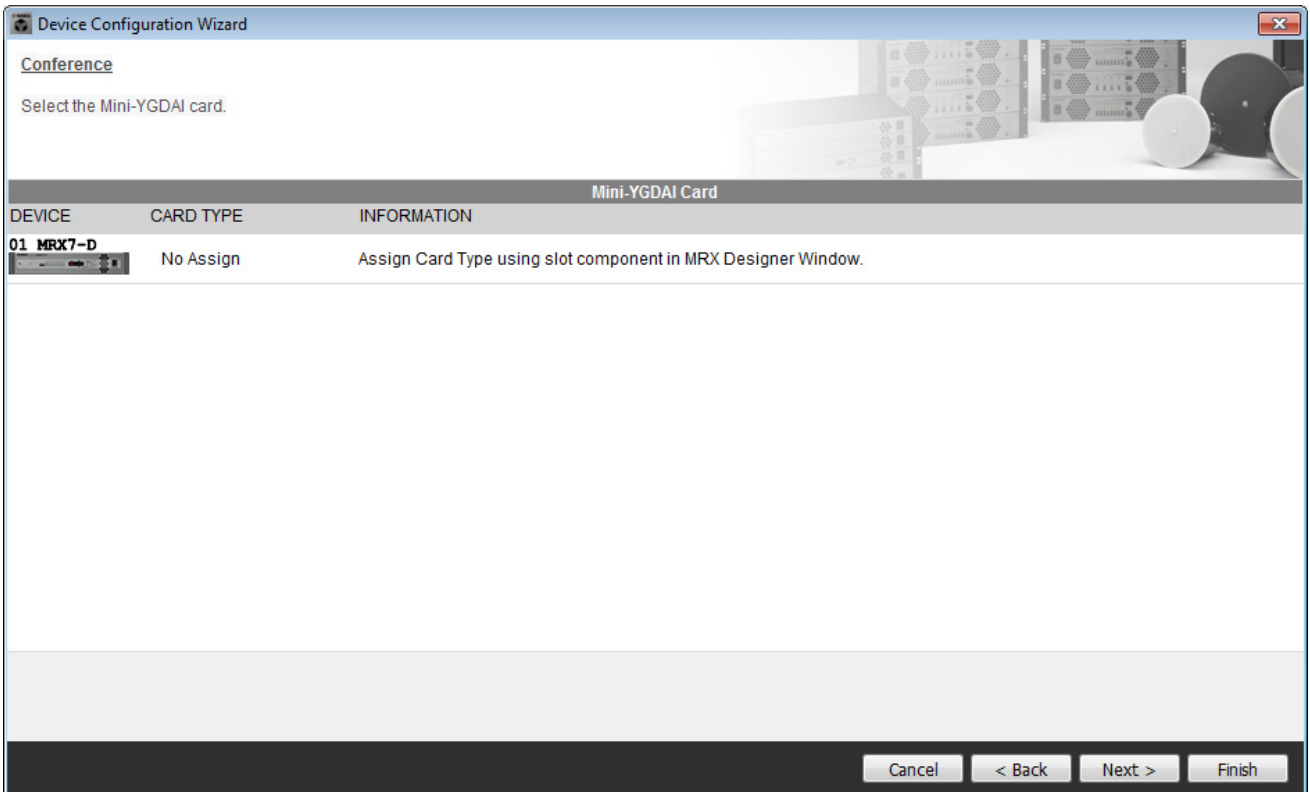 Device Configuration Wizard
Conference
Select the Mini-YGDAI card.
Mini-YGDAI Card
DEVICE CARD TYPE INFORMATION
01 MRX7-D
No Assign Assign Card Type using slot component in MRX Designer Window.
Cancel < Back Next > Finish